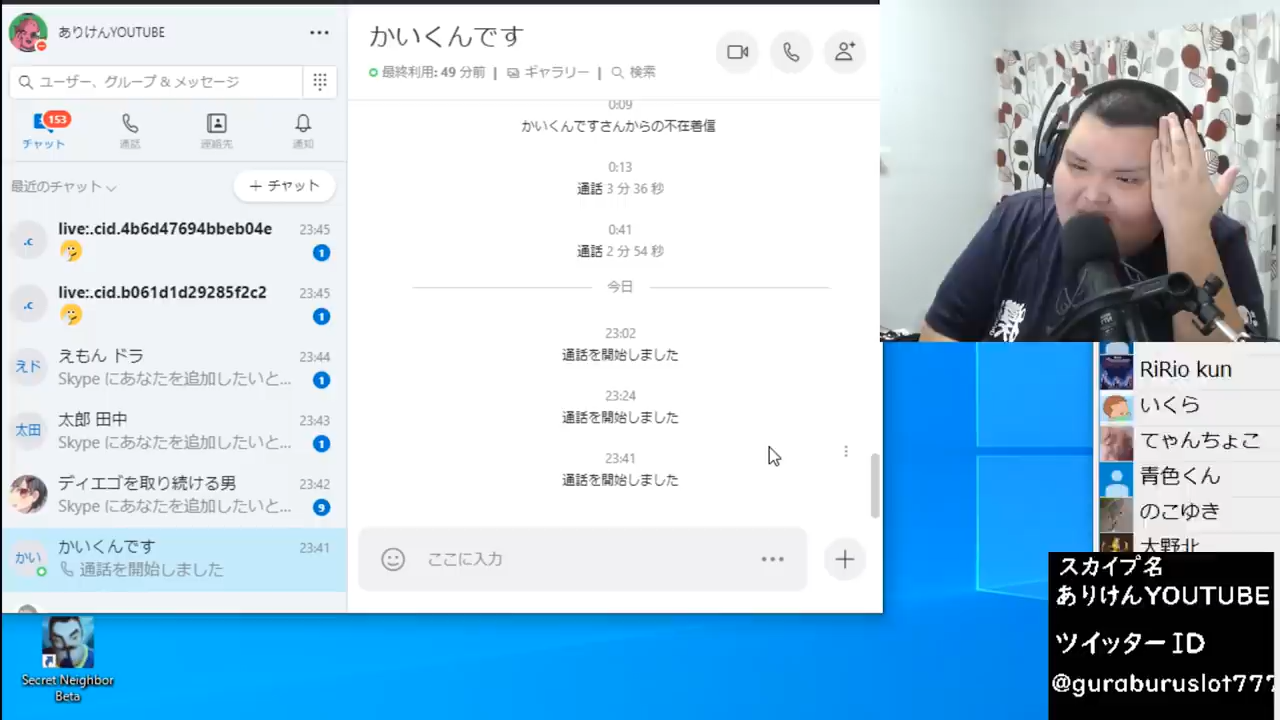 ありけんYOUTUBE
ユーザー、グループ & メッセージ
153
チャット
通話
連絡先
通知
最近のチャット
+ チャット
.c
live:.cid.4b6d47694bbeb04e
23:45
1
.c
live:.cid.b061d1d29285f2c2
23:45
1
えド
えもん ドラ
23:44
Skype にあなたを追加したいと...
1
太田
太郎 田中
23:43
Skype にあなたを追加したいと...
1
ディエゴを取り続ける男
23:42
Skype にあなたを追加したいと...
9
かい
かいくんです
23:41
通話を開始しました
かいくんです
最終利用: 49 分前 | ギャラリー | 検索
0:09
かいくんですさんからの不在着信
0:13
通話 3 分 36 秒
0:41
通話 2 分 54 秒
今日
23:02
通話を開始しました
23:24
通話を開始しました
23:41
通話を開始しました
ここに入力
RiRio kun
いくら
てゃんちょこ
青色くん
のこゆき
大野北
スカイプ名
ありけんYOUTUBE
ツイッターID
@guraburuslot777
Secret Neighbor
Beta